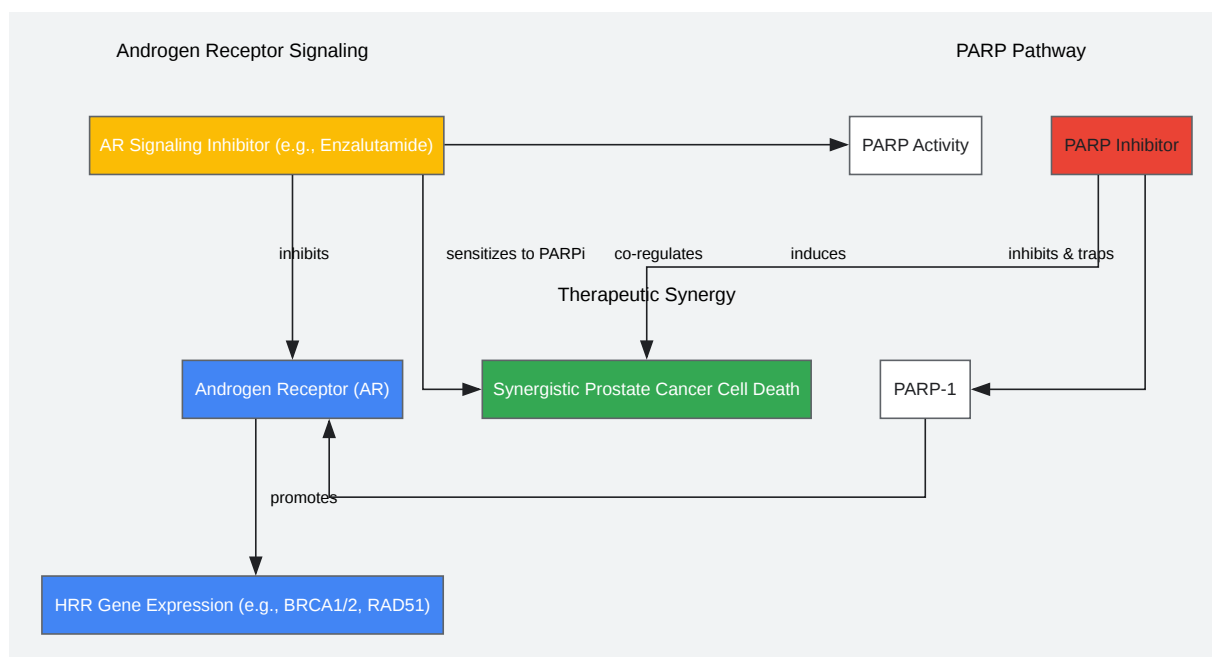 Androgen Receptor Signaling
PARP Pathway
AR Signaling Inhibitor (e.g., Enzalutamide)
PARP Activity
PARP Inhibitor
inhibits
sensitizes to PARPi
co-regulates
induces
inhibits & traps
Therapeutic Synergy
Androgen Receptor (AR)
Synergistic Prostate Cancer Cell Death
PARP-1
promotes
HRR Gene Expression (e.g., BRCA1/2, RAD51)